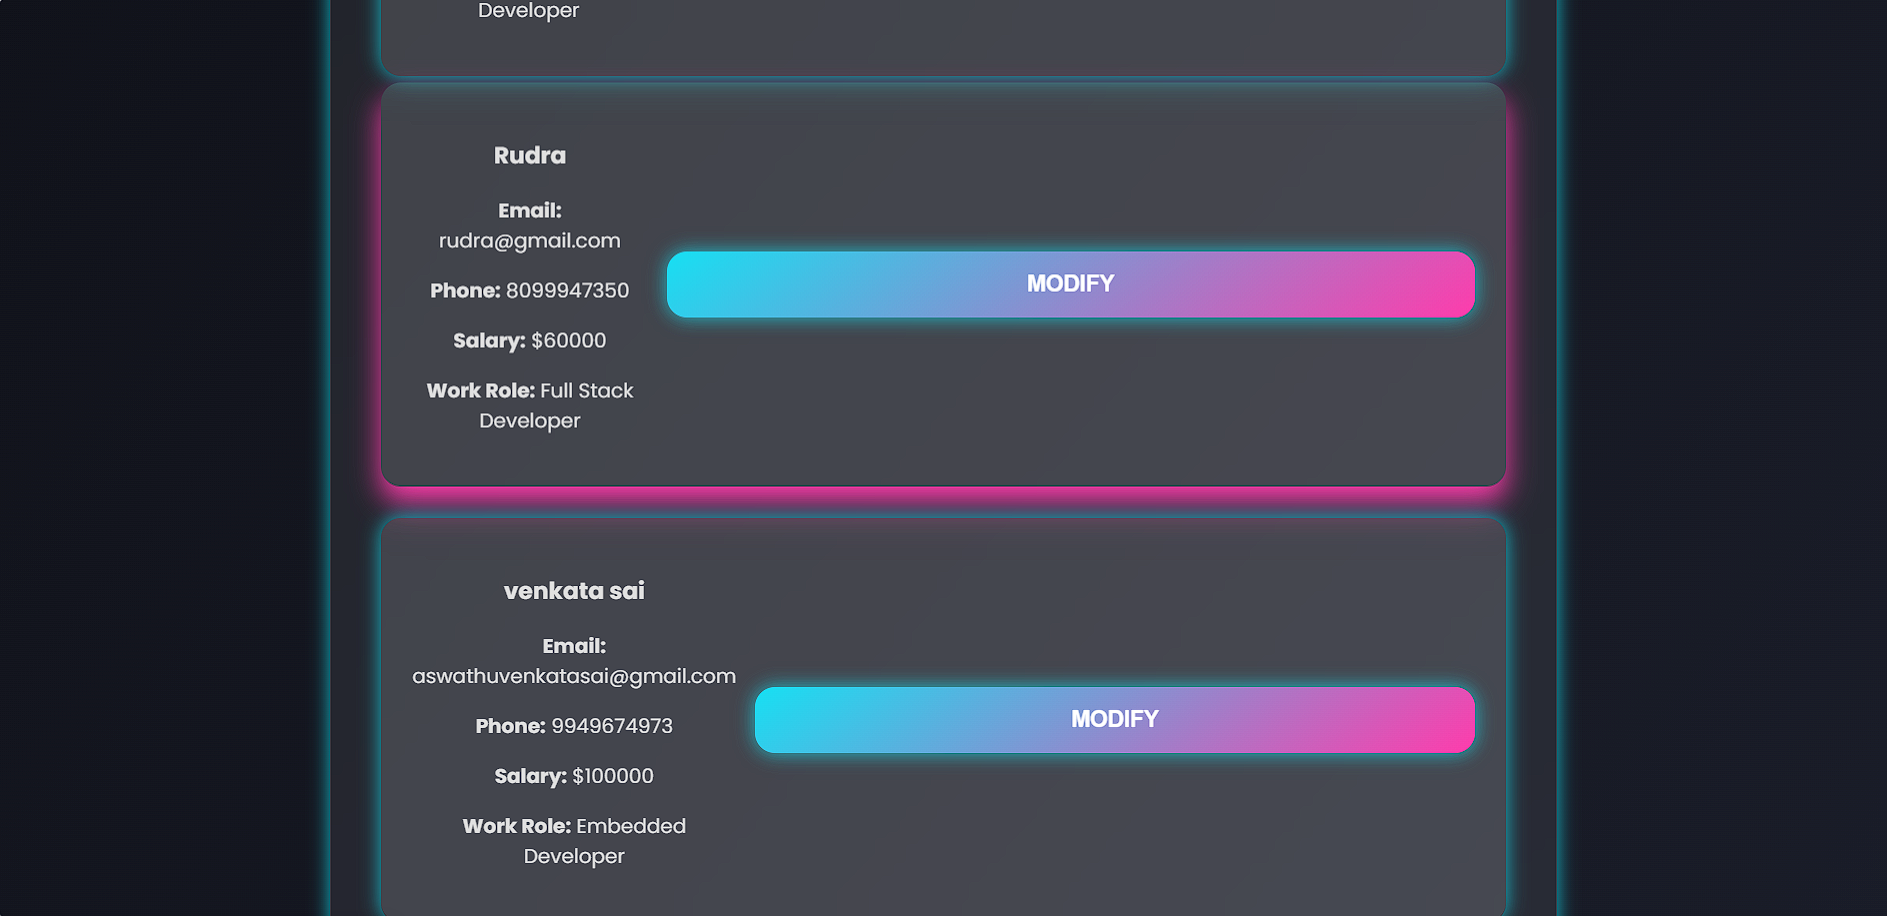 Developer
Rudra
Email:
rudra@gmail.com
Phone: 8099947350
Salary: $60000
Work Role: Full Stack
Developer
MODIFY
venkata sai
Email:
aswathuvenkatasai@gmail.com
Phone: 9949674973
Salary: $100000
Work Role: Embedded
Developer
MODIFY